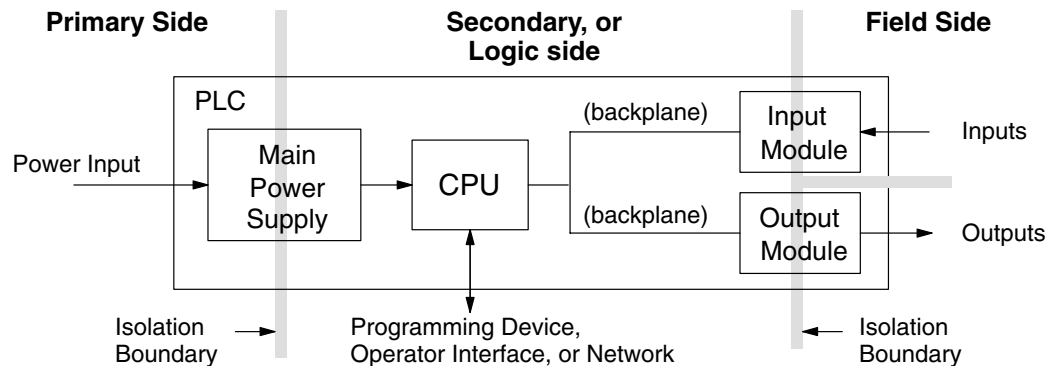 Primary Side
Secondary, or
Logic side
Field Side
PLC
Power Input
Main
Power
Supply
CPU
(backplane)
(backplane)
Input
Module
Inputs
Output
Module
Outputs
Isolation
Boundary
Programming Device,
Operator Interface, or Network
Isolation
Boundary